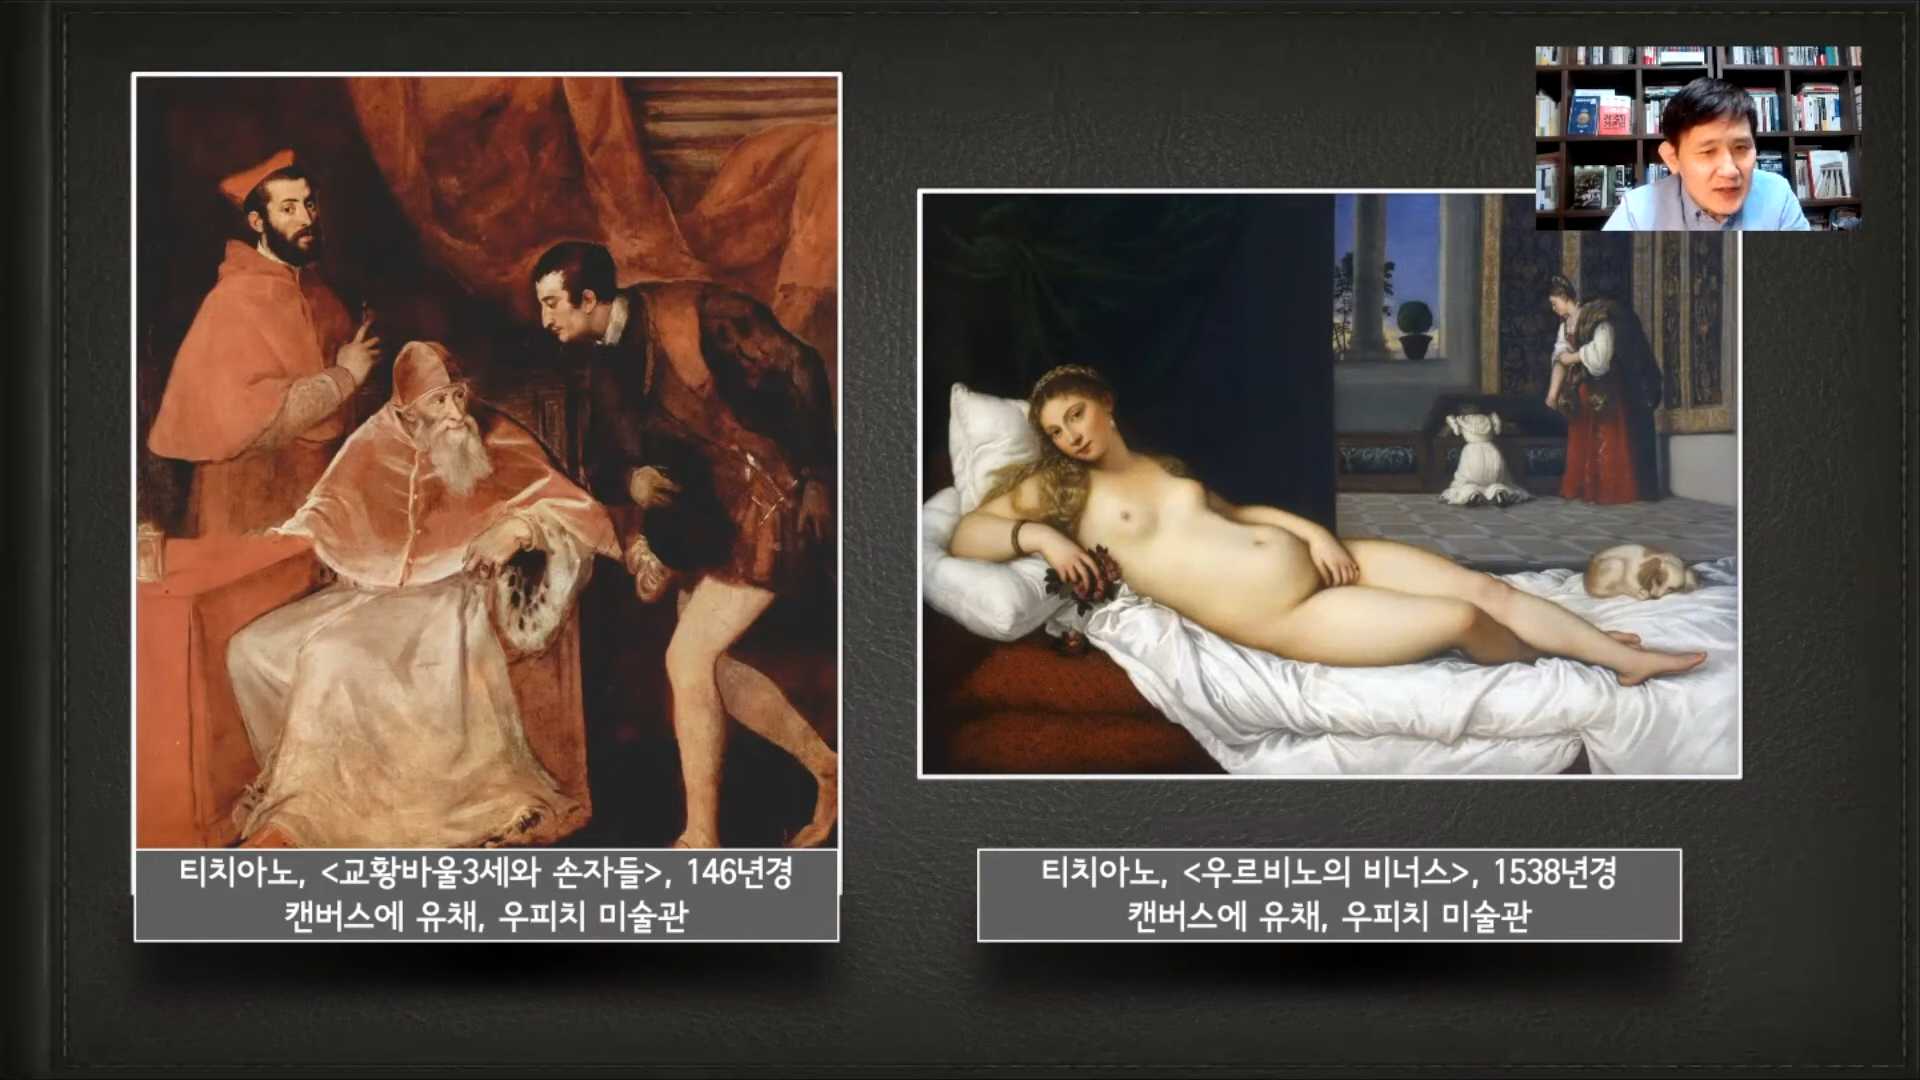 티치아노, <교황바울3세와 손자들>, 146년경
캔버스에 유채, 우피치 미술관
티치아노, <우르비노의 비너스>, 1538년경
캔버스에 유채, 우피치 미술관